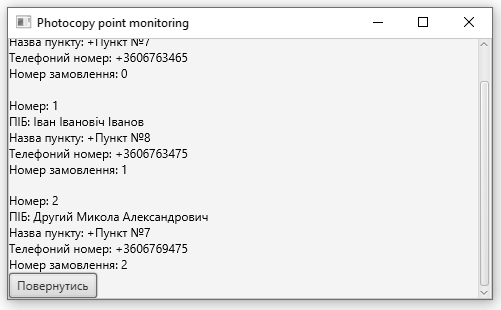 Photocopy point monitoring
Назва пункту: +Пункт №7
Телефоний номер: +3606763465
Номер замовлення: 0
Номер: 1
ПІБ: Іван Івановіч Іванов
Назва пункту: +Пункт №8
Телефоний номер: +3606763475
Номер замовлення: 1
Номер: 2
ПІБ: Другий Микола Александрович
Назва пункту: +Пункт №7
Телефоний номер: +3606769475
Номер замовлення: 2
Повернутись